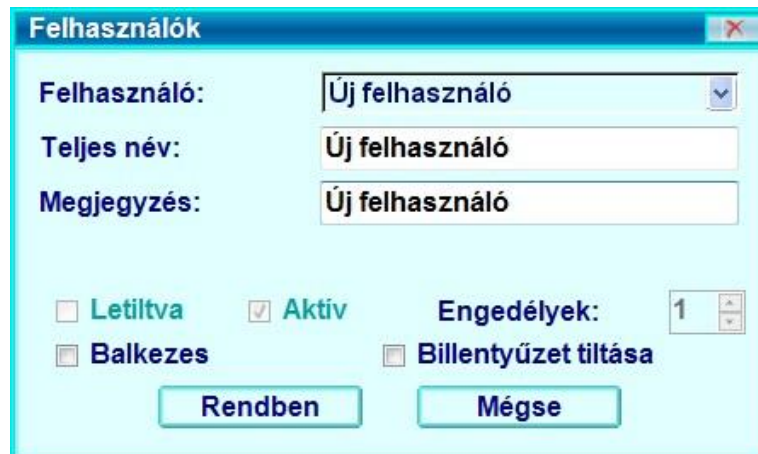 Felhasználók
Felhasználó: Új felhasználó
Teljes név: Új felhasználó
Megjegyzés: Új felhasználó
Letiltva Aktív Engedélyek: 1
Balkezes Billentyűzet tiltása
Rendben Mégse